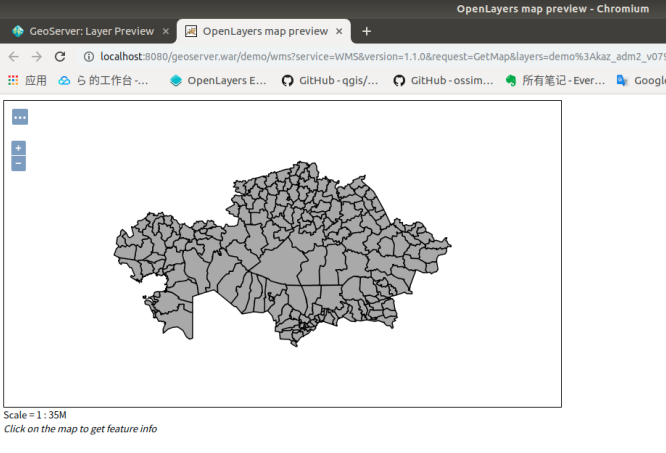 OpenLayers map preview - Chromium
GeoServer: Layer Preview × OpenLayers map preview × +
localhost:8080/geoserver.war/demo/wms?service=WMS&version=1.1.0&request=GetMap&layers=demo%3Akaz_adm2_v079
应用 ら 的工作台 -... OpenLayers E... GitHub - qgis/... GitHub - ossim... 所有笔记 - Ever... Google
...
+
−
Scale = 1 : 35M
Click on the map to get feature info